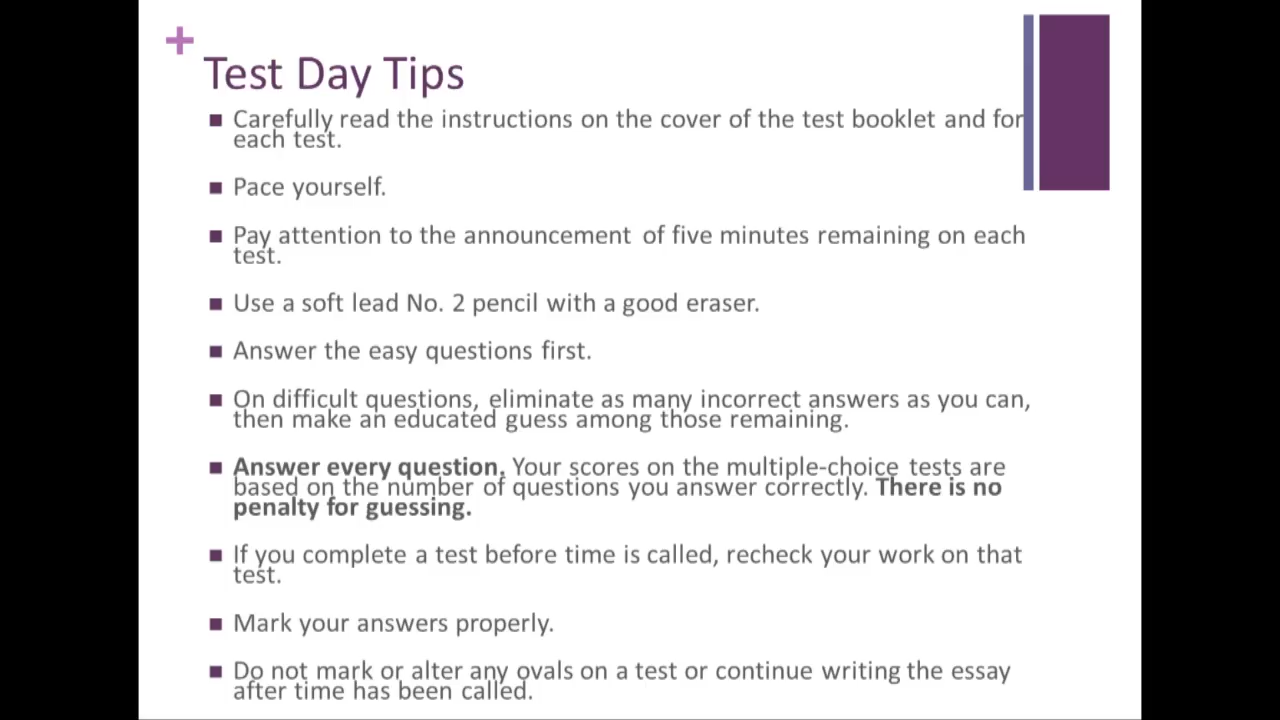 Test Day Tips
Carefully read the instructions on the cover of the test booklet and for
each test.
Pace yourself.
Pay attention to the announcement of five minutes remaining on each
test.
Use a soft lead No. 2 pencil with a good eraser.
Answer the easy questions first.
On difficult questions, eliminate as many incorrect answers as you can,
then make an educated guess among those remaining.
Answer every question. Your scores on the multiple-choice tests are
based on the number of questions you answer correctly. There is no
penalty for guessing.
If you complete a test before time is called, recheck your work on that
test.
Mark your answers properly.
Do not mark or alter any ovals on a test or continue writing the essay
after time has been called.